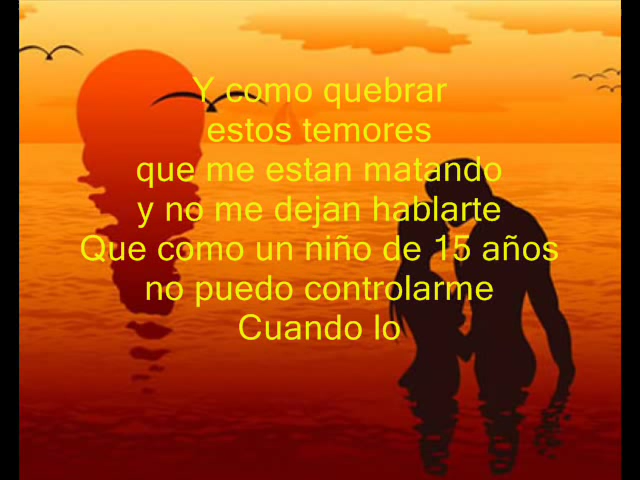 Y como quebrar
estos temores
que me estan matando
y no me dejan hablarte
Que como un niño de 15 años
no puedo controlarme
Cuando lo